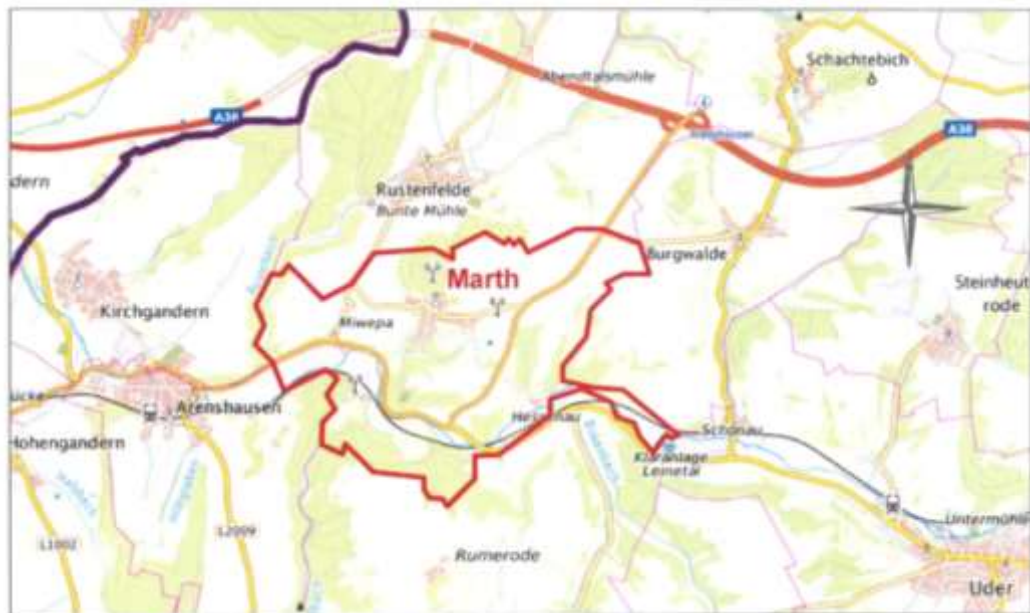 Schachtebich
Abendtalsmühle
A38
A38
Rustenfelde
Bunte Mühle
Burgwalde
Marth
Steinheut
rode
Kirchgandern
Miwepa
Arenshausen
Schönau
Kläranlage
Leinetal
Hohengandern
Untermühle
L1002
L2009
Rumerode
Uder